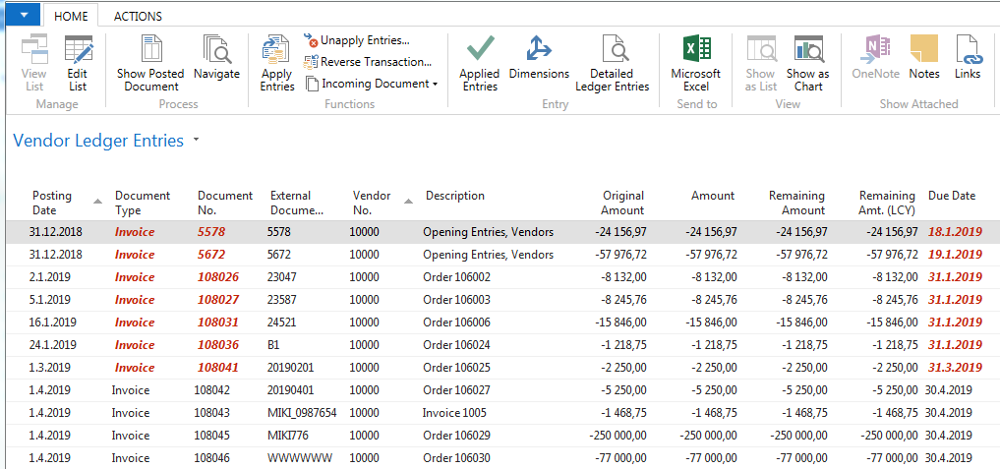 HOME ACTIONS
View List
Edit List
Show Posted Document
Navigate
Apply Entries
Unapply Entries...
Reverse Transaction...
Incoming Document
Applied Entries
Dimensions
Detailed Ledger Entries
Microsoft Excel
Show as List
Show as Chart
OneNote
Notes
Links
Manage Process Functions Entry Send to View Show Attached
Vendor Ledger Entries
Posting Date Document Type Document No. External Docume... Vendor No. Description Original Amount Amount Remaining Amount Remaining Amt. (LCY) Due Date
31.12.2018 Invoice 5578 5578 10000 Opening Entries, Vendors -24 156,97 -24 156,97 -24 156,97 -24 156,97 18.1.2019
31.12.2018 Invoice 5672 5672 10000 Opening Entries, Vendors -57 976,72 -57 976,72 -57 976,72 -57 976,72 19.1.2019
2.1.2019 Invoice 108026 23047 10000 Order 106002 -8 132,00 -8 132,00 -8 132,00 -8 132,00 31.1.2019
5.1.2019 Invoice 108027 23587 10000 Order 106003 -8 245,76 -8 245,76 -8 245,76 -8 245,76 31.1.2019
16.1.2019 Invoice 108031 24521 10000 Order 106006 -15 846,00 -15 846,00 -15 846,00 -15 846,00 31.1.2019
24.1.2019 Invoice 108036 B1 10000 Order 106024 -1 218,75 -1 218,75 -1 218,75 -1 218,75 31.1.2019
1.3.2019 Invoice 108041 20190201 10000 Order 106025 -2 250,00 -2 250,00 -2 250,00 -2 250,00 31.3.2019
1.4.2019 Invoice 108042 20190401 10000 Order 106027 -5 250,00 -5 250,00 -5 250,00 -5 250,00 30.4.2019
1.4.2019 Invoice 108043 MIKI_0987654 10000 Invoice 1005 -1 468,75 -1 468,75 -1 468,75 -1 468,75 30.4.2019
1.4.2019 Invoice 108045 MIKI776 10000 Order 106029 -250 000,00 -250 000,00 -250 000,00 -250 000,00 30.4.2019
1.4.2019 Invoice 108046 WWWWWW 10000 Order 106030 -77 000,00 -77 000,00 -77 000,00 -77 000,00 30.4.2019